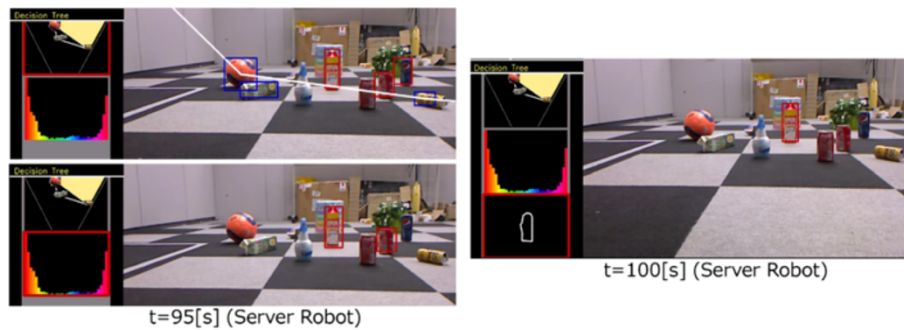 Decision Tree
Decision Tree
Decision Tree
t=95[s] (Server Robot)
t=100[s] (Server Robot)